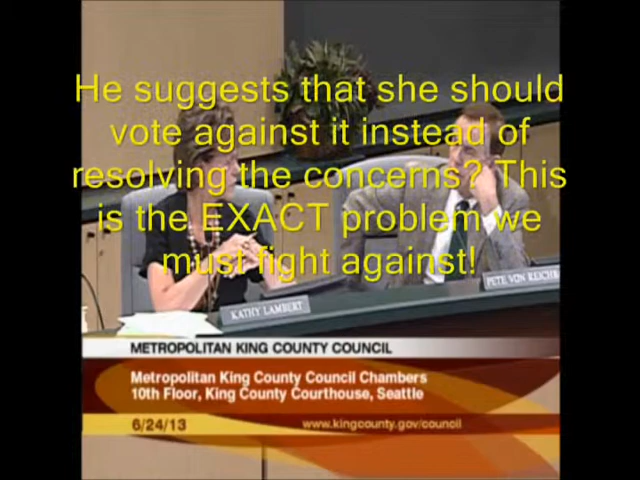 He suggests that she should
vote against it instead of
resolving the concerns? This
is the EXACT problem we
must fight against!
KATHY LAMBERT
PETE VON REICHB
METROPOLITAN KING COUNTY COUNCIL
Metropolitan King County Council Chambers
10th Floor, King County Courthouse, Seattle
6/24/13
www.kingcounty.gov/council